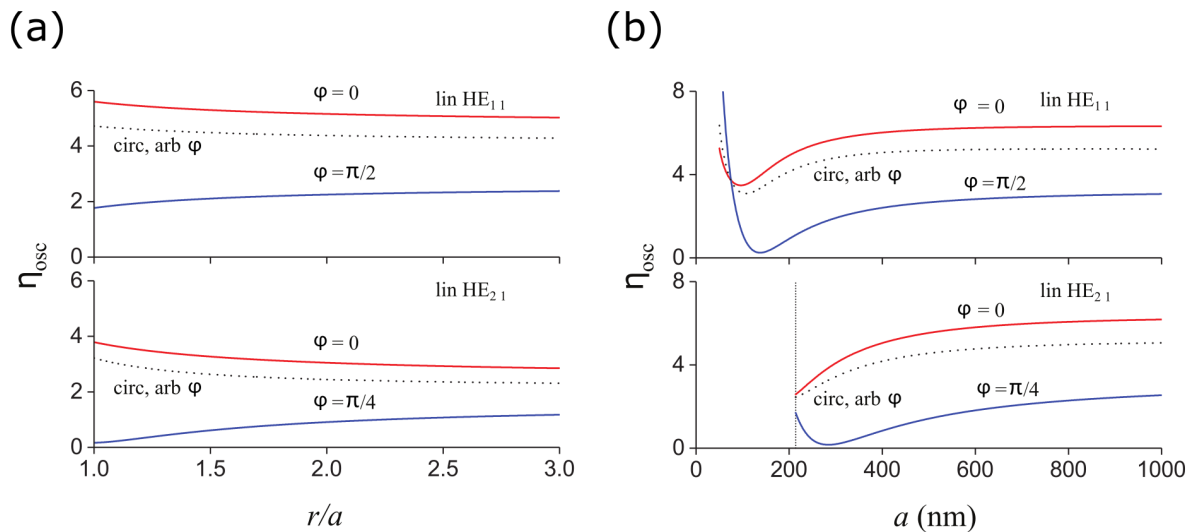 (a)
6
φ = 0
lin HE₁ ₁
4
circ, arb φ
2
φ = π/2
0
ηosc
6
lin HE₂ ₁
4
φ = 0
2
circ, arb φ
φ = π/4
0
1.0 1.5 2.0 2.5 3.0
r/a
(b)
8
φ = 0 lin HE₁ ₁
4
circ, arb φ
φ = π/2
0
ηosc
8
lin HE₂ ₁
φ = 0
4
circ, arb φ
φ = π/4
0
0 200 400 600 800 1000
a (nm)